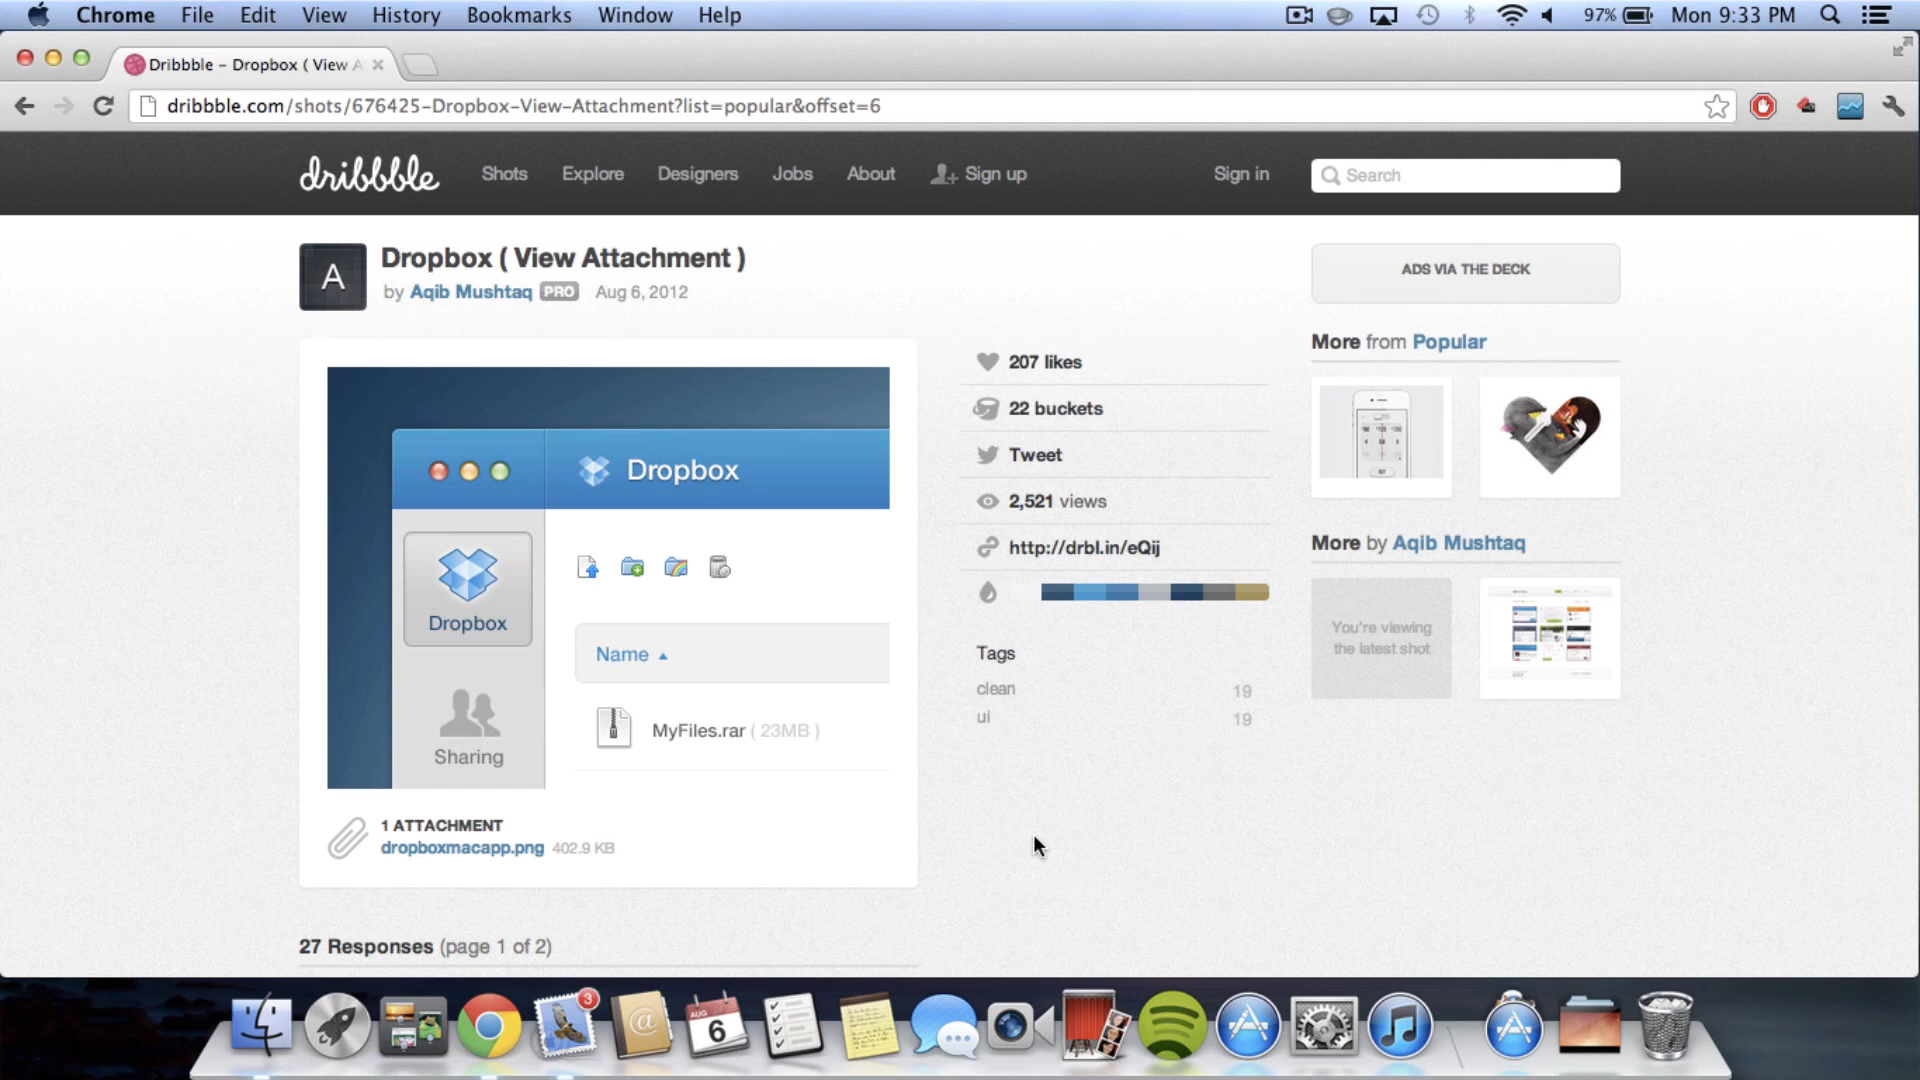 Chrome File Edit View History Bookmarks Window Help 97% Mon 9:33 PM
Dribbble - Dropbox ( View A
dribbble.com/shots/676425-Dropbox-View-Attachment?list=popular&offset=6
dribbble Shots Explore Designers Jobs About Sign up Sign in Search
A
Dropbox ( View Attachment )
by Aqib Mushtaq PRO Aug 6, 2012
Dropbox
Dropbox
Name
MyFiles.rar ( 23MB )
Sharing
1 ATTACHMENT
dropboxmacapp.png 402.9 KB
27 Responses (page 1 of 2)
207 likes
22 buckets
Tweet
2,521 views
http://drbl.in/eQij
Tags
clean 19
ui 19
ADS VIA THE DECK
More from Popular
More by Aqib Mushtaq
You're viewing
the latest shot
3
AUG
6